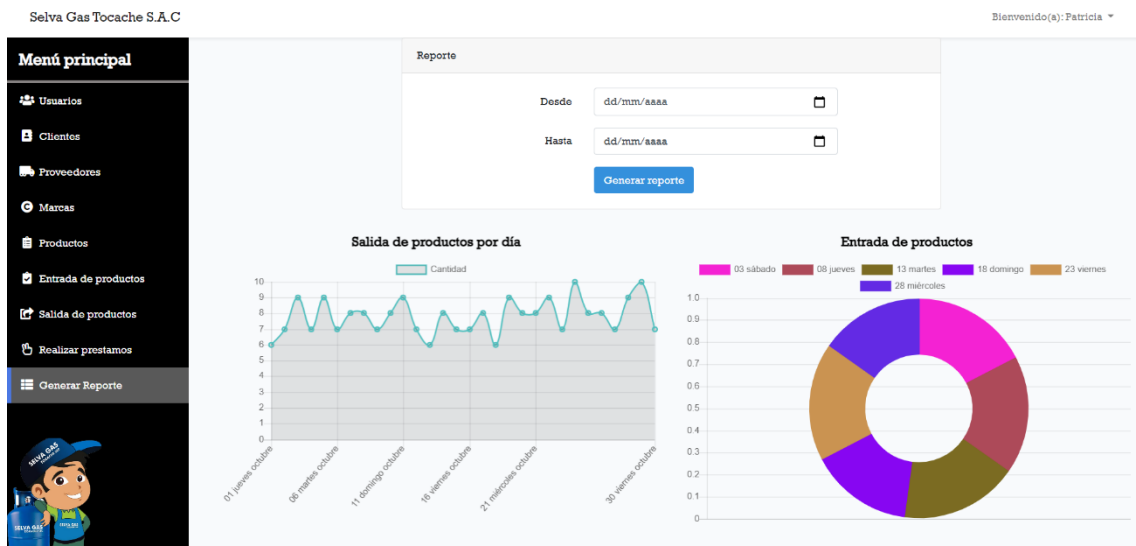 Selva Gas Tocache S.A.C
Bienvenido(a): Patricia
Menú principal
Usuarios
Clientes
Proveedores
Marcas
Productos
Entrada de productos
Salida de productos
Realizar prestamos
Generar Reporte
SELVA GAS
SELVA GAS
SELVA GAS
Reporte
Desde
dd/mm/aaaa
Hasta
dd/mm/aaaa
Generar reporte
Salida de productos por día
Cantidad
10
9
8
7
6
5
4
3
2
1
0
01 jueves octubre
06 martes octubre
11 domingo octubre
16 viernes octubre
21 miércoles octubre
30 viernes octubre
Entrada de productos
03 sábado 08 jueves 13 martes 18 domingo 23 viernes
28 miércoles
1.0
0.9
0.8
0.7
0.6
0.5
0.4
0.3
0.2
0.1
0